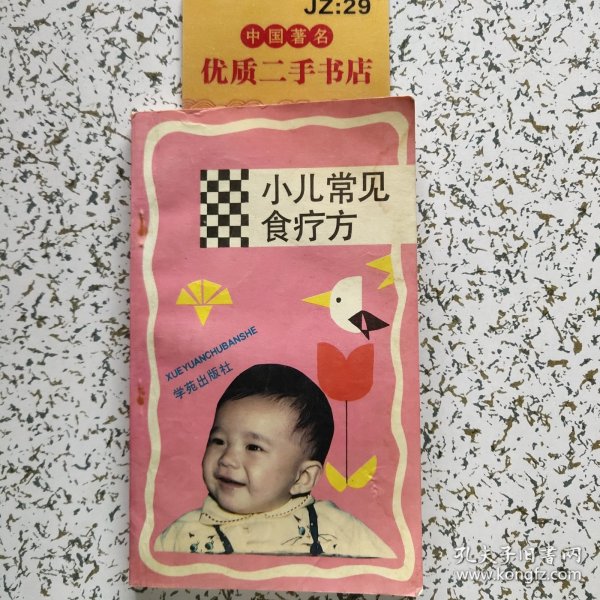 JZ:29
中国著名
优质二手书店
小儿常见
食疗方
XUEYUANCHUBANSHE
学苑出版社
孔夫子旧书网
www.kongfz.com